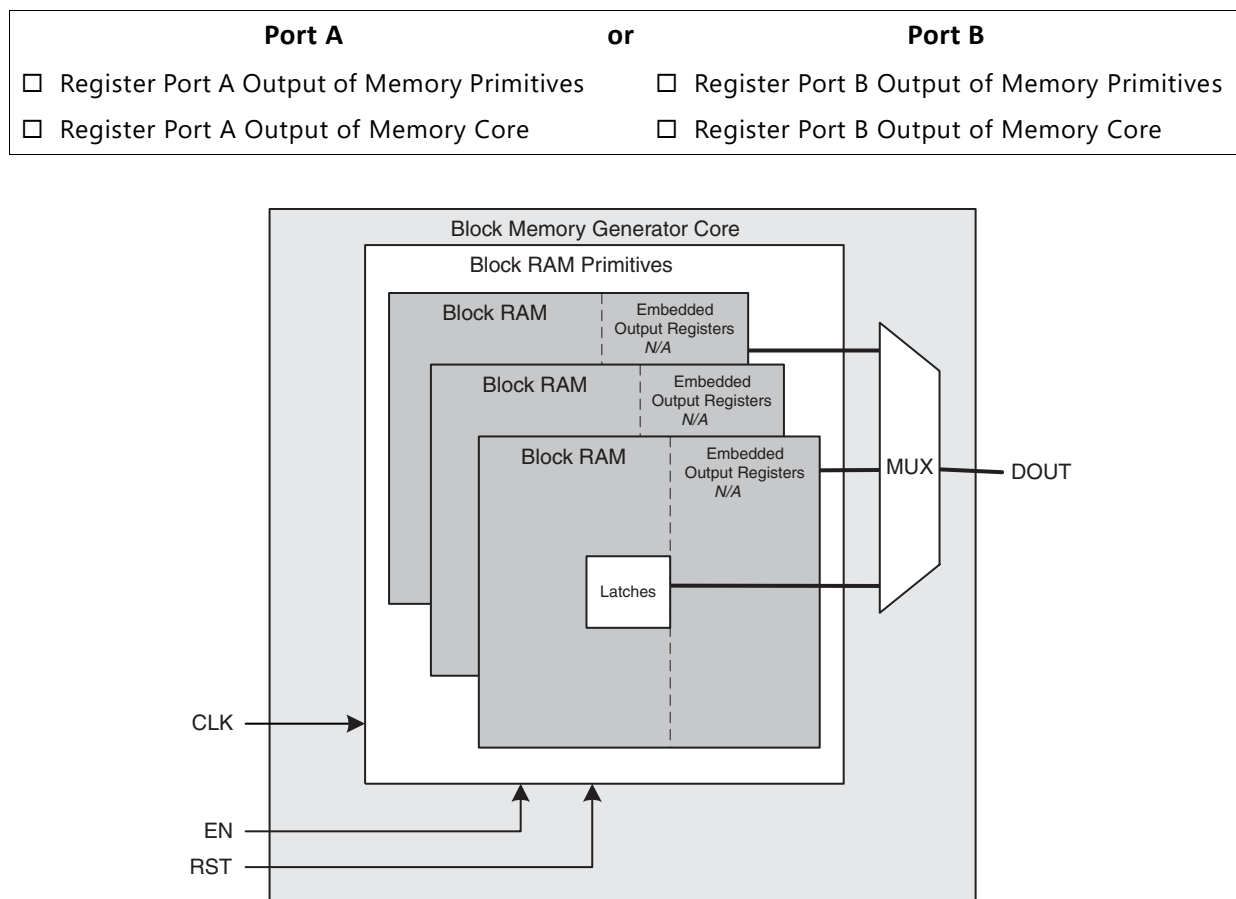 Port A or Port B
☐ Register Port A Output of Memory Primitives ☐ Register Port B Output of Memory Primitives
☐ Register Port A Output of Memory Core ☐ Register Port B Output of Memory Core
Block Memory Generator Core
Block RAM Primitives
Block RAM
Embedded
Output Registers
N/A
Block RAM
Embedded
Output Registers
N/A
Block RAM
Embedded
Output Registers
N/A
MUX
DOUT
Latches
CLK
EN
RST